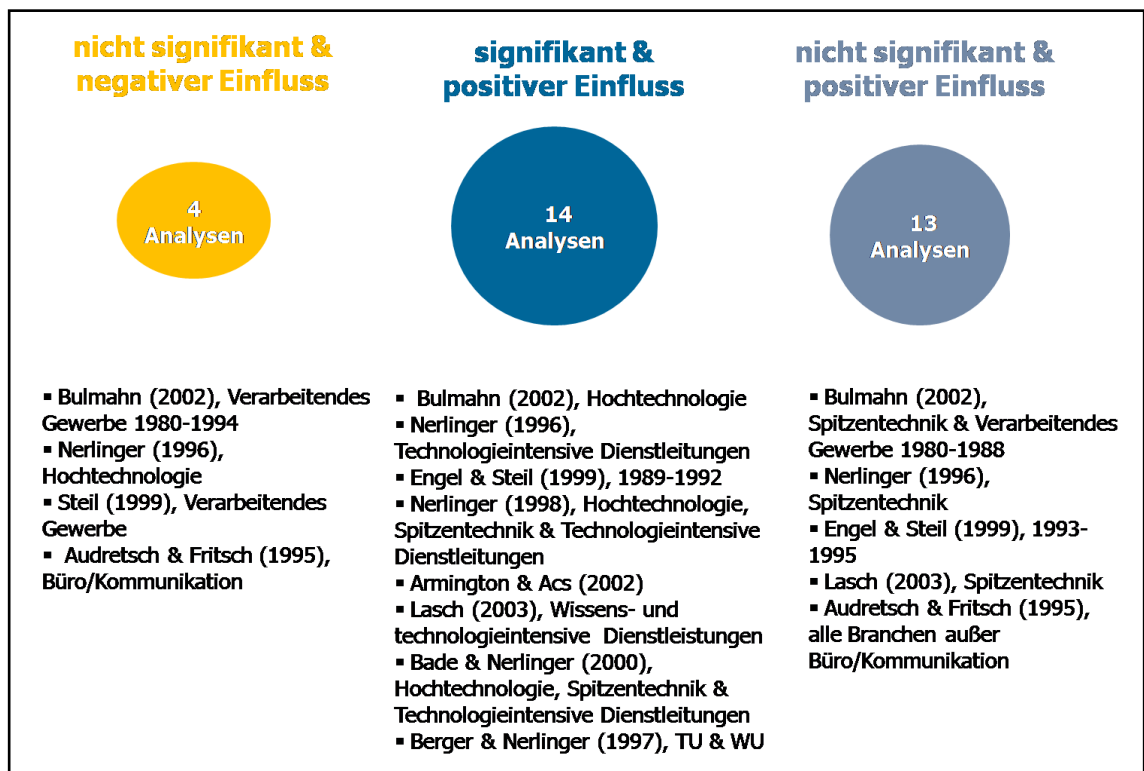 nicht signifikant &
negativer Einfluss
4
Analysen
▪ Bulmahn (2002), Verarbeitendes
Gewerbe 1980-1994
▪ Nerlinger (1996),
Hochtechnologie
▪ Steil (1999), Verarbeitendes
Gewerbe
▪ Audretsch & Fritsch (1995),
Büro/Kommunikation
signifikant &
positiver Einfluss
14
Analysen
▪ Bulmahn (2002), Hochtechnologie
▪ Nerlinger (1996),
Technologieintensive Dienstleitungen
▪ Engel & Steil (1999), 1989-1992
▪ Nerlinger (1998), Hochtechnologie,
Spitzentechnik & Technologieintensive
Dienstleitungen
▪ Armington & Acs (2002)
▪ Lasch (2003), Wissens- und
technologieintensive Dienstleistungen
▪ Bade & Nerlinger (2000),
Hochtechnologie, Spitzentechnik &
Technologieintensive Dienstleitungen
▪ Berger & Nerlinger (1997), TU & WU
nicht signifikant &
positiver Einfluss
13
Analysen
▪ Bulmahn (2002),
Spitzentechnik & Verarbeitendes
Gewerbe 1980-1988
▪ Nerlinger (1996),
Spitzentechnik
▪ Engel & Steil (1999), 1993-
1995
▪ Lasch (2003), Spitzentechnik
▪ Audretsch & Fritsch (1995),
alle Branchen außer
Büro/Kommunikation